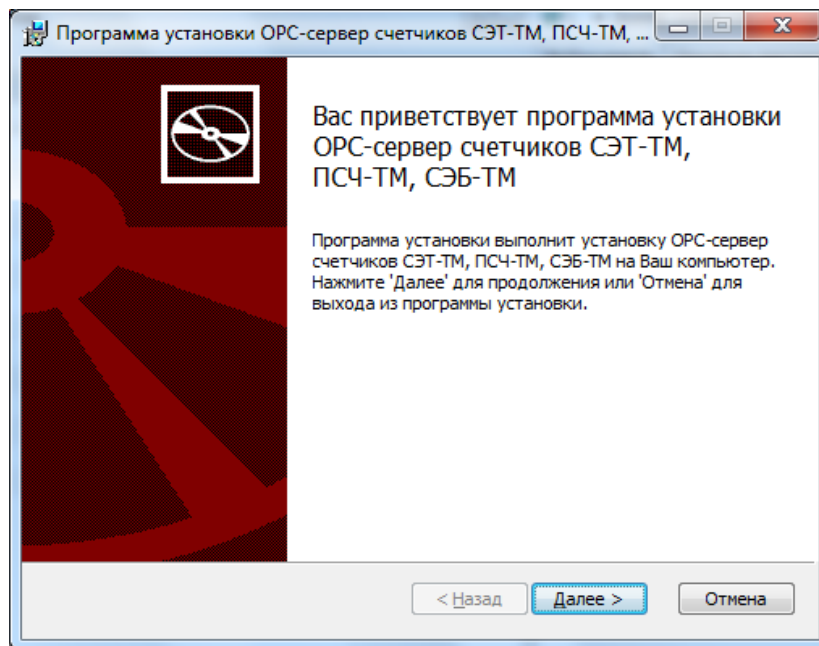 Программа установки OPC-сервер счетчиков СЭТ-ТМ, ПСЧ-ТМ, ...
Вас приветствует программа установки
OPC-сервер счетчиков СЭТ-ТМ,
ПСЧ-ТМ, СЭБ-ТМ
Программа установки выполнит установку OPC-сервер
счетчиков СЭТ-ТМ, ПСЧ-ТМ, СЭБ-ТМ на Ваш компьютер.
Нажмите 'Далее' для продолжения или 'Отмена' для
выхода из программы установки.
< Назад Далее > Отмена